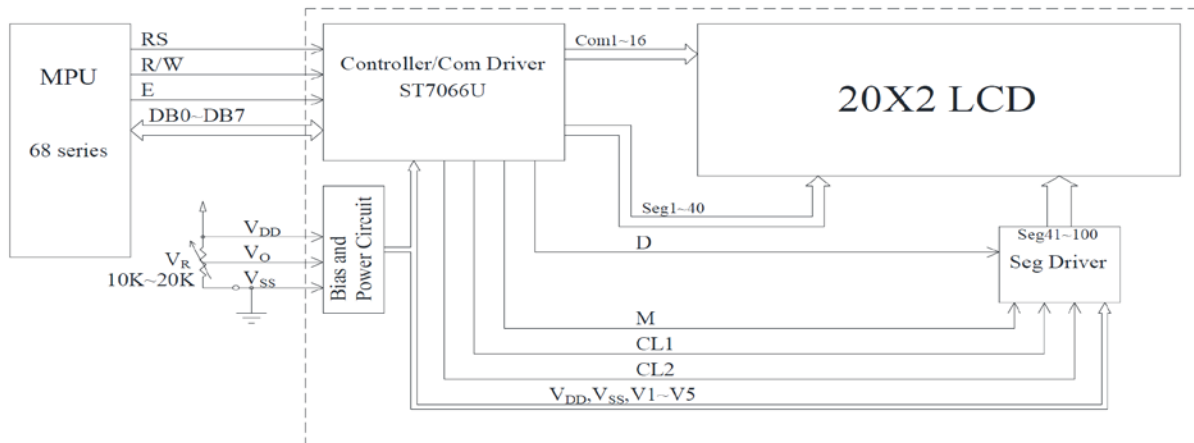 MPU
68 series
RS
R/W
E
DB0~DB7
Controller/Com Driver
ST7066U
Com1~16
20X2 LCD
Seg1~40
Seg41~100
Seg Driver
D
VDD
VO
VSS
VR
10K~20K
Bias and
Power Circuit
M
CL1
CL2
VDD,VSS,V1~V5